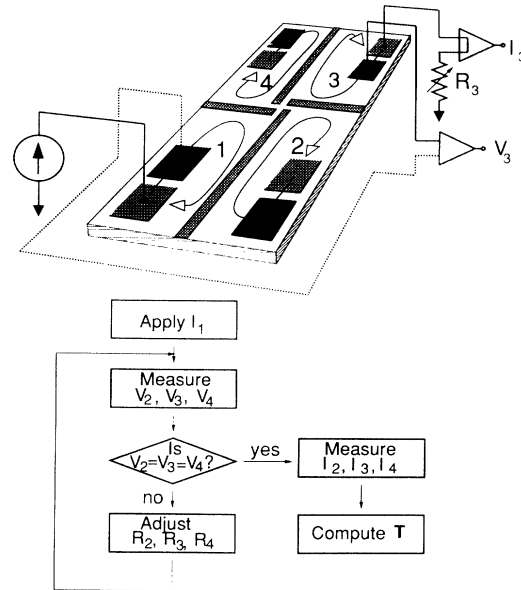 4
3
1
2
I3
R3
V3
Apply I1
Measure
V2, V3, V4
Is
V2=V3=V4?
yes
no
Measure
I2, I3, I4
Adjust
R2, R3, R4
Compute T